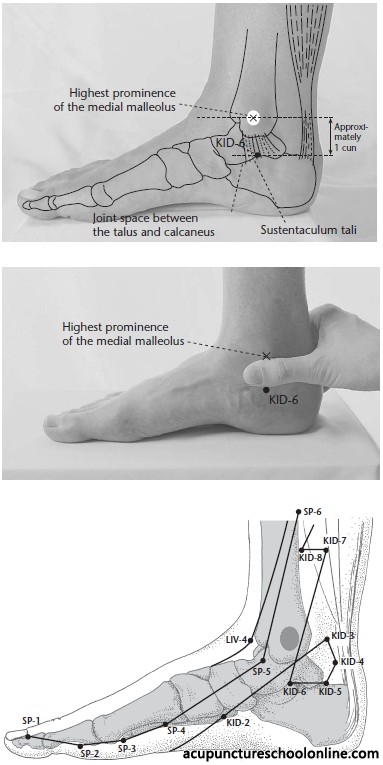 Highest prominence
of the medial malleolus
KID-6
Approxi-
mately
1 cun
Joint space between
the talus and calcaneus
Sustentaculum tali
Highest prominence
of the medial malleolus
KID-6
SP-6
KID-7
KID-8
LIV-4
KID-3
SP-5
KID-4
KID-6
KID-5
SP-1
KID-2
SP-4
SP-3
SP-2
acupunctureschoolonline.com